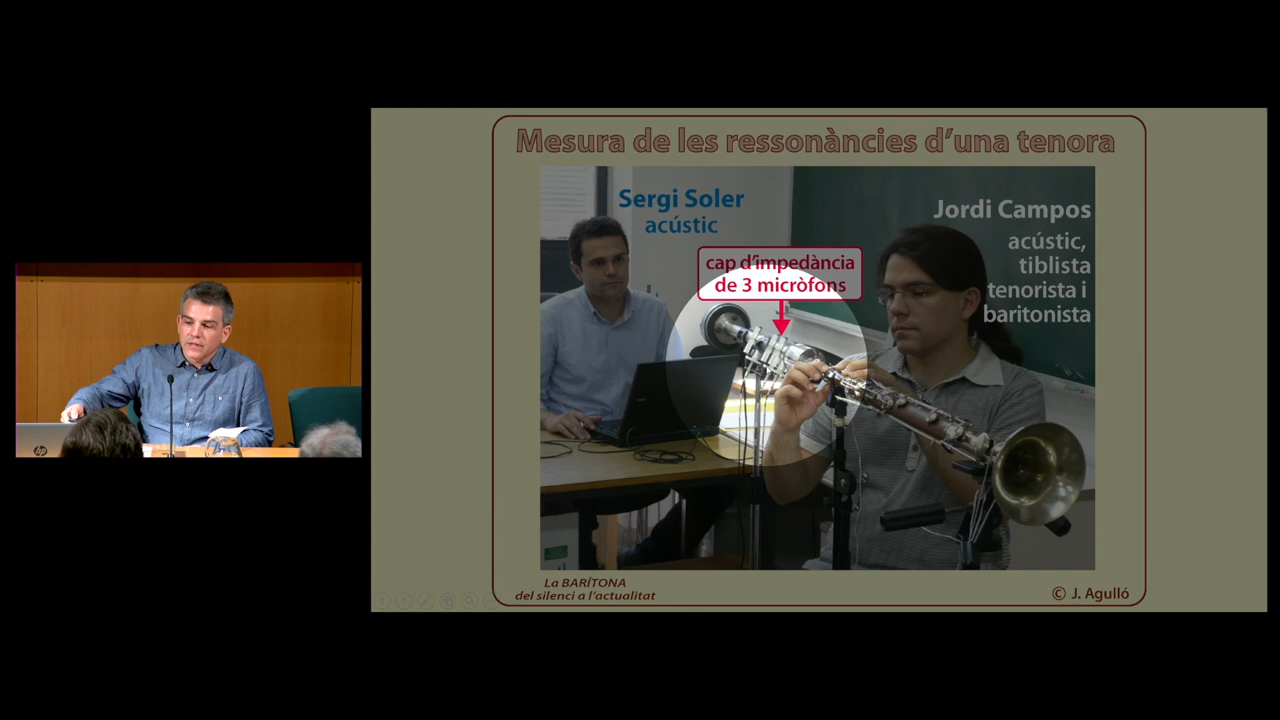 Mesura de les ressonàncies d'una tenora
Sergi Soler
acústic
Jordi Campos
acústic,
tiblista
tenorista i
baritonista
cap d'impedància
de 3 micròfons
La BARÍTONA
del silenci a l'actualitat
© J. Agulló
hp